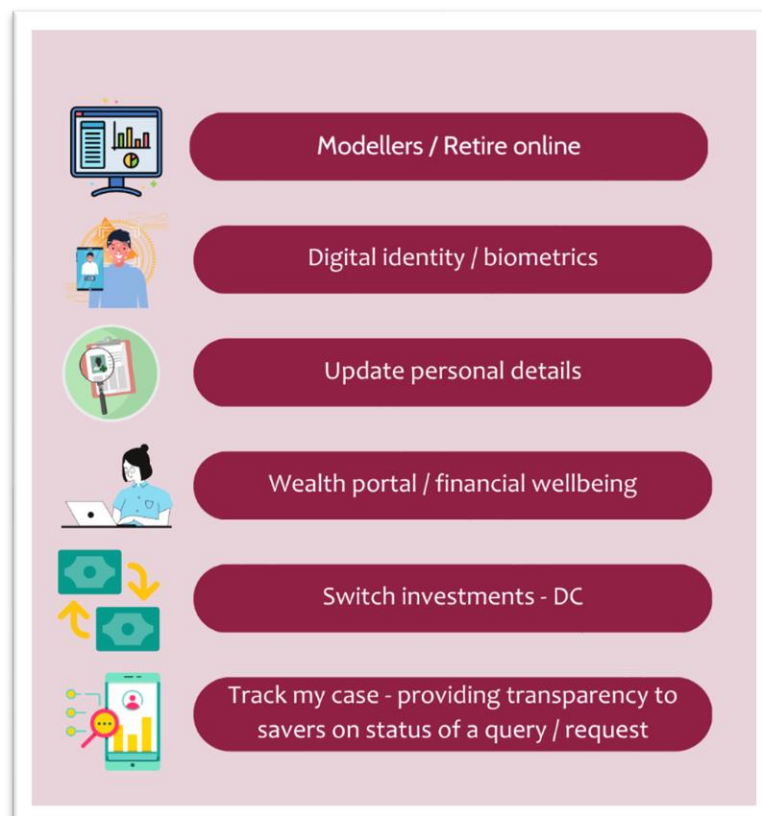 Modellers / Retire online
Digital identity / biometrics
Update personal details
Wealth portal / financial wellbeing
Switch investments - DC
Track my case - providing transparency to
savers on status of a query / request